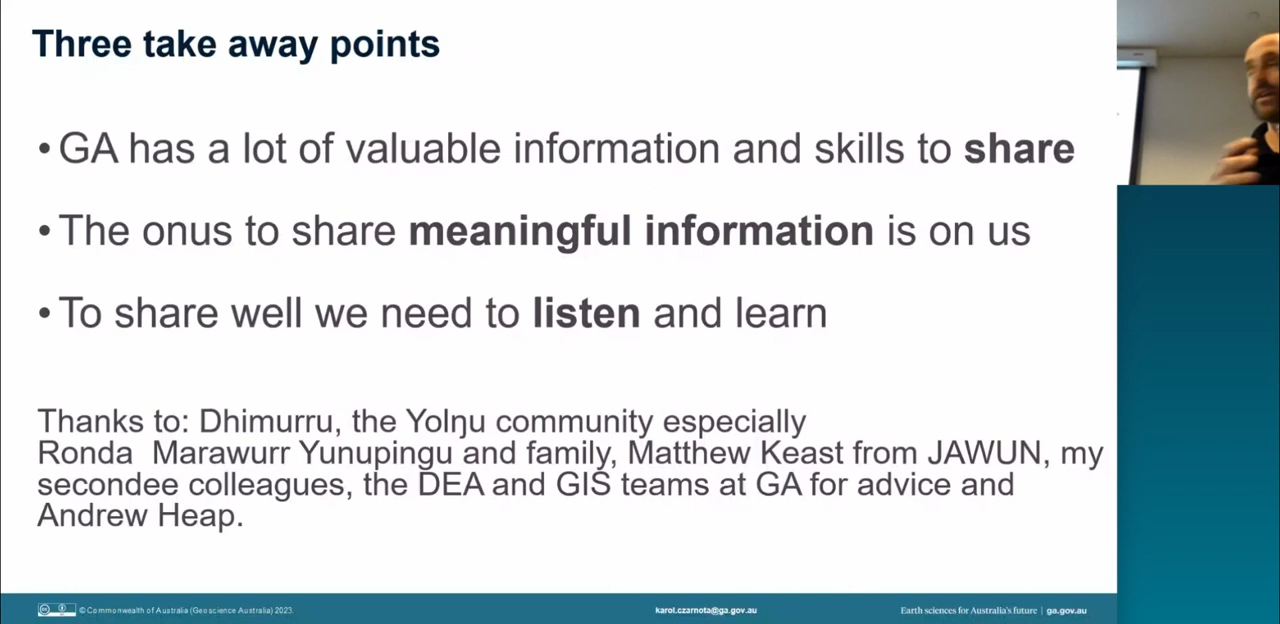 Three take away points
• GA has a lot of valuable information and skills to share
• The onus to share meaningful information is on us
• To share well we need to listen and learn
Thanks to: Dhimurru, the Yolŋu community especially
Ronda  Marawurr Yunupingu and family, Matthew Keast from JAWUN, my
secondee colleagues, the DEA and GIS teams at GA for advice and
Andrew Heap.
© Commonwealth of Australia (Geoscience Australia) 2023.
karol.czarnota@ga.gov.au
Earth sciences for Australia's future | ga.gov.au